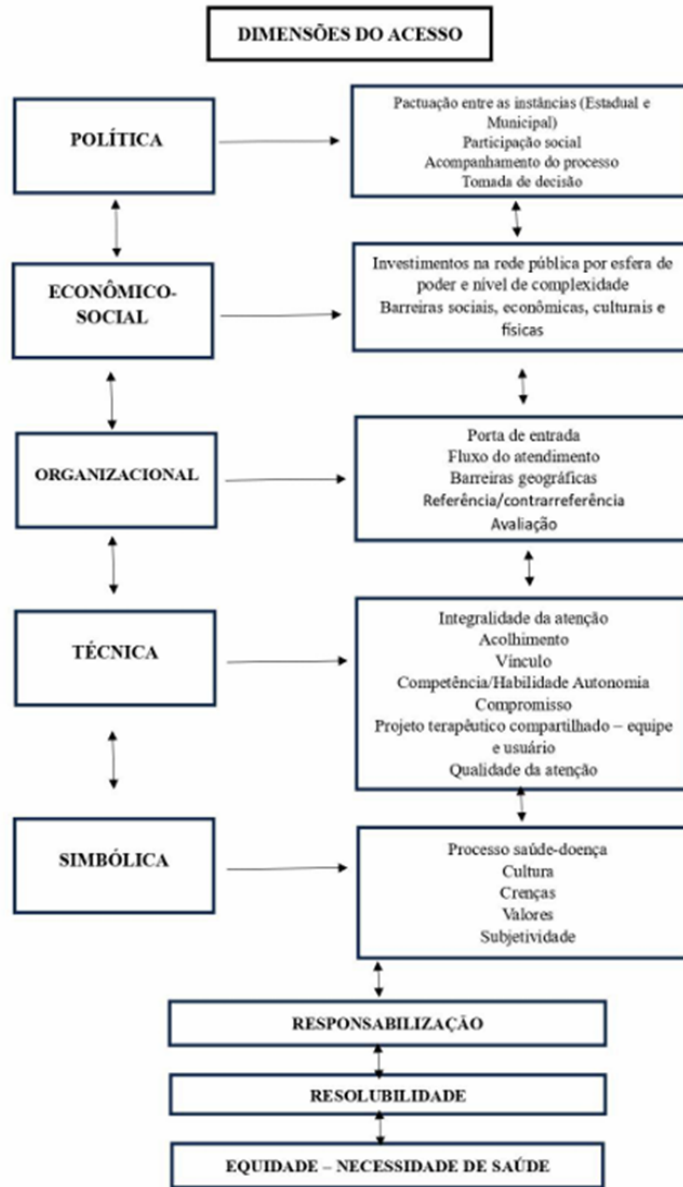 DIMENSÕES DO ACESSO
POLÍTICA
Pactuação entre as instâncias (Estadual e
Municipal)
Participação social
Acompanhamento do processo
Tomada de decisão
ECONÔMICO-
SOCIAL
Investimentos na rede pública por esfera de
poder e nível de complexidade
Barreiras sociais, econômicas, culturais e
físicas
ORGANIZACIONAL
Porta de entrada
Fluxo do atendimento
Barreiras geográficas
Referência/contrarreferência
Avaliação
TÉCNICA
Integralidade da atenção
Acolhimento
Vínculo
Competência/Habilidade Autonomia
Compromisso
Projeto terapêutico compartilhado – equipe
e usuário
Qualidade da atenção
SIMBÓLICA
Processo saúde-doença
Cultura
Crenças
Valores
Subjetividade
RESPONSABILIZAÇÃO
RESOLUBILIDADE
EQUIDADE – NECESSIDADE DE SAÚDE